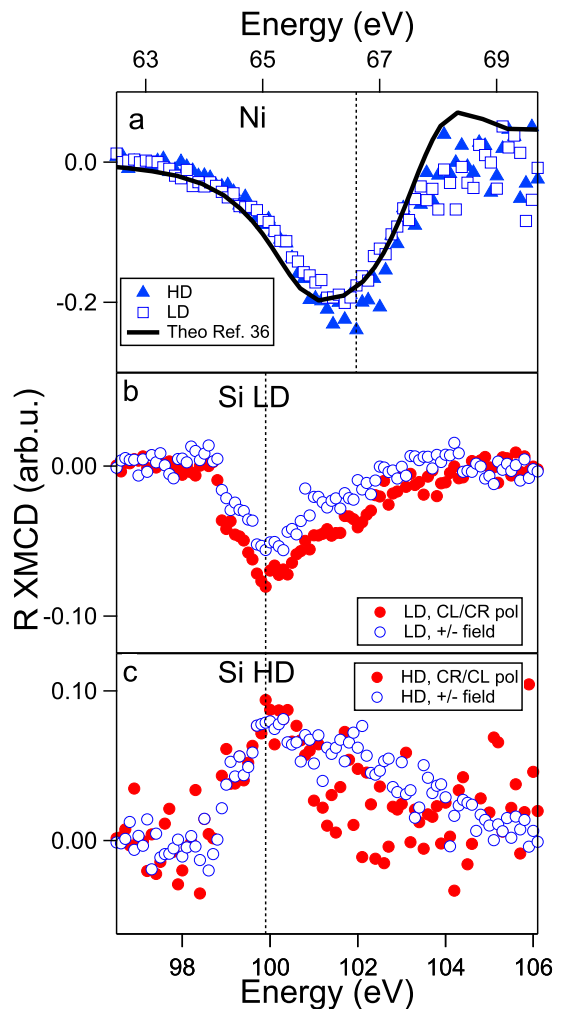 Energy (eV)
63 65 67 69
a Ni
0.0
-0.2
HD
LD
Theo Ref. 36
b Si LD
0.00
-0.10
LD, CL/CR pol
LD, +/- field
R XMCD (arb.u.)
c Si HD
0.10
0.00
HD, CR/CL pol
HD, +/- field
98 100 102 104 106
Energy (eV)